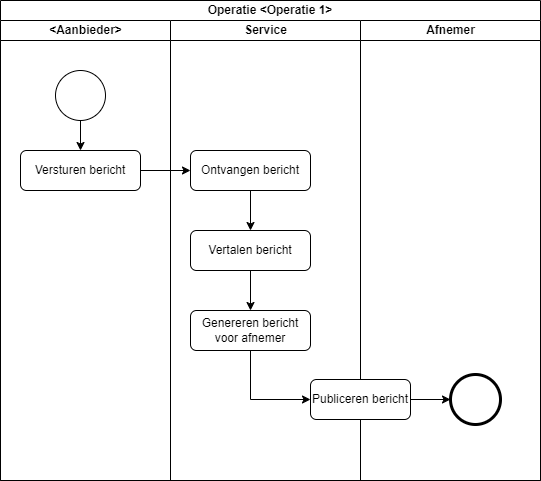 Operatie <Operatie 1>
<Aanbieder>
Service
Afnemer
Versturen bericht
Ontvangen bericht
Vertalen bericht
Genereren bericht
voor afnemer
Publiceren bericht